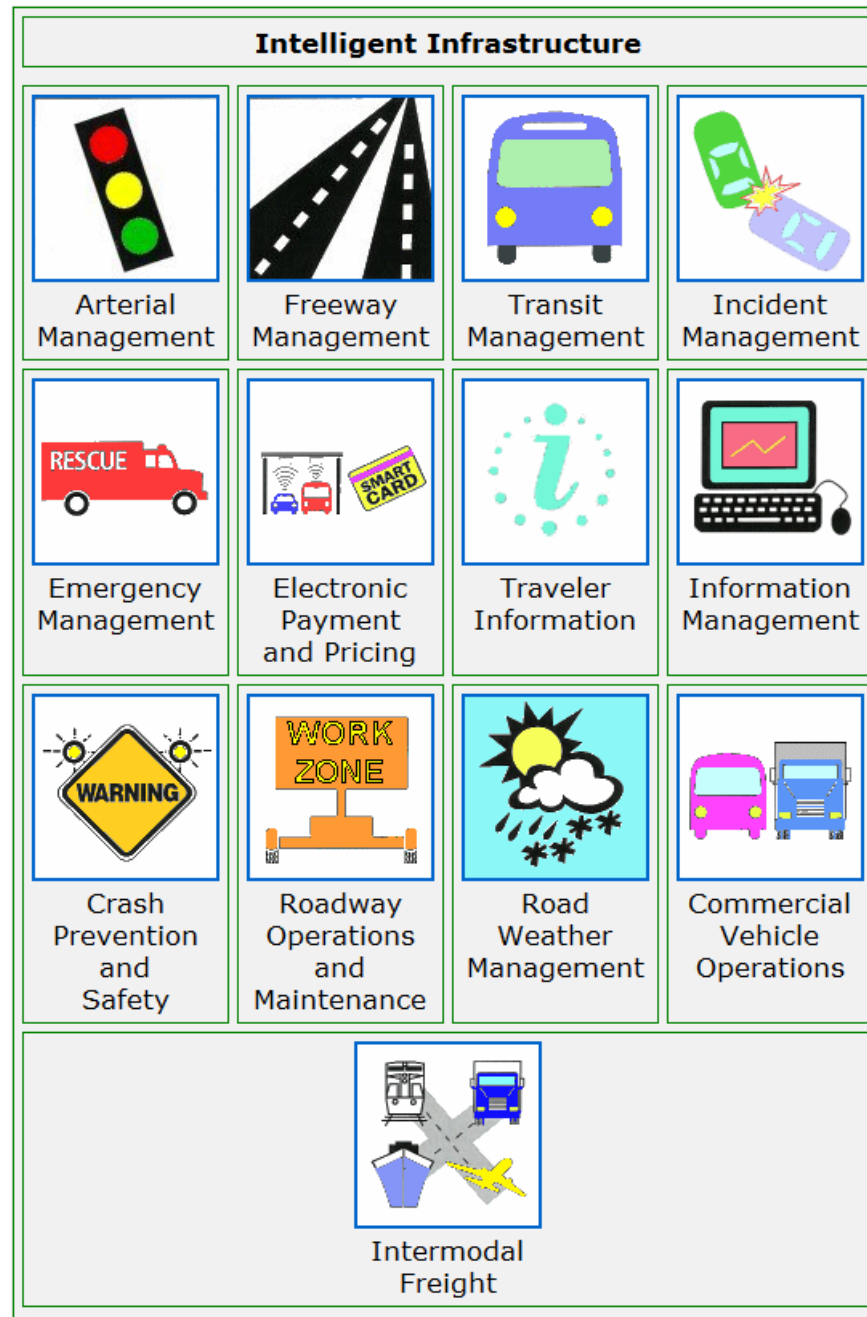 Intelligent Infrastructure
Arterial
Management
Freeway
Management
Transit
Management
Incident
Management
RESCUE
Emergency
Management
SMART
CARD
Electronic
Payment
and Pricing
i
Traveler
Information
Information
Management
WARNING
Crash
Prevention
and
Safety
WORK
ZONE
Roadway
Operations
and
Maintenance
Road
Weather
Management
Commercial
Vehicle
Operations
Intermodal
Freight